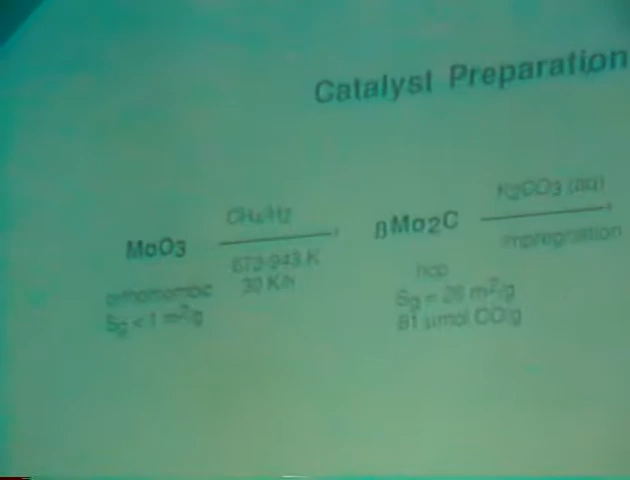 Catalyst Preparation
CH4/H2
K2CO3 (aq)
MoO3
βMo2C
673-943 K
impregnation
30 K/h
orthorhombic
hcp
Sg < 1 m2/g
Sg = 28 m2/g
81 μmol CO/g